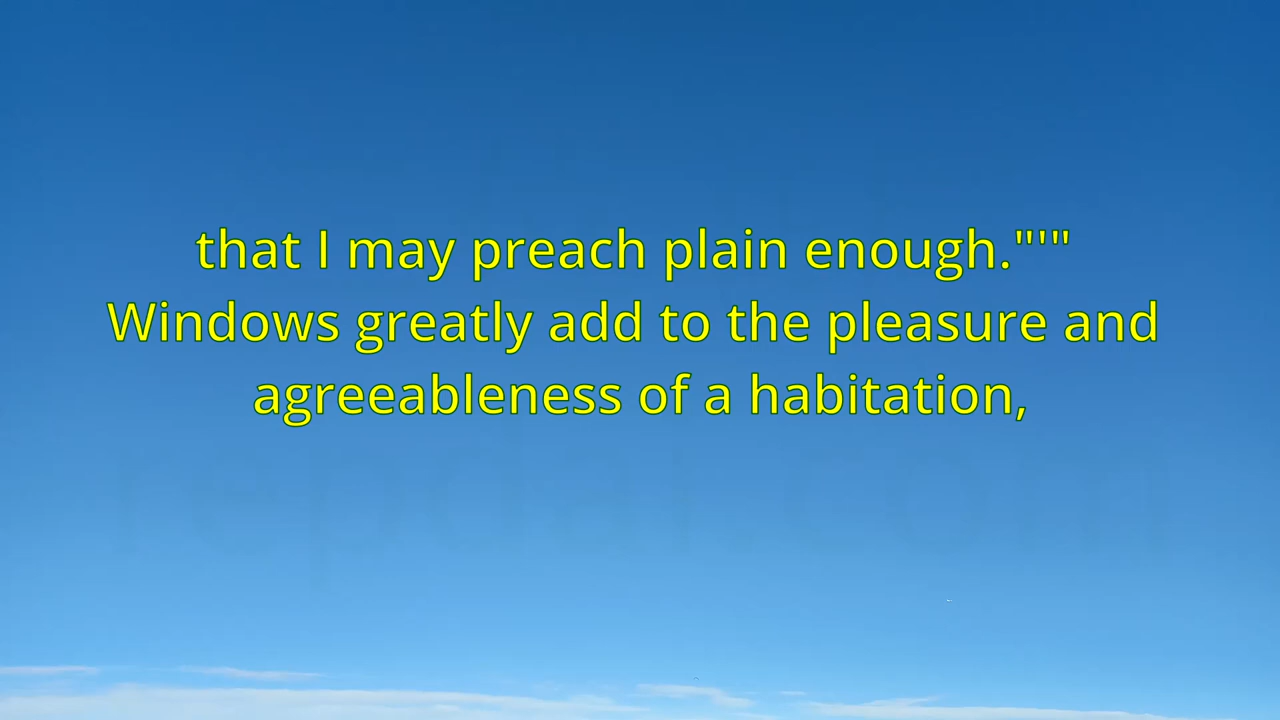 that I may preach plain enough."'"
Windows greatly add to the pleasure and
agreeableness of a habitation,